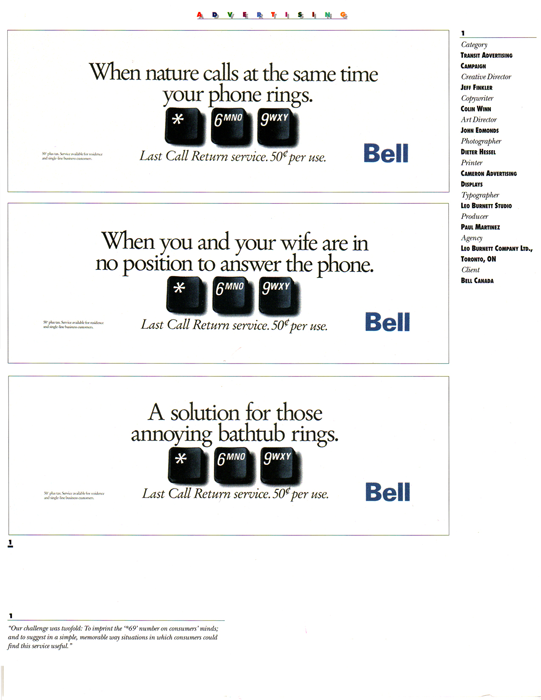 ADVERTISING
When nature calls at the same time
your phone rings.
* 6MNO 9WXY
Last Call Return service. 50¢ per use.
Bell
When you and your wife are in
no position to answer the phone.
* 6MNO 9WXY
Last Call Return service. 50¢ per use.
Bell
A solution for those
annoying bathtub rings.
* 6MNO 9WXY
Last Call Return service. 50¢ per use.
Bell
1
1
Category
TRANSIT ADVERTISING
CAMPAIGN
Creative Director
JEFF FINKLER
Copywriter
COLIN WINN
Art Director
JOHN EDMONDS
Photographer
DIETER HESSEL
Printer
CAMERON ADVERTISING
DISPLAYS
Typographer
LEO BURNETT STUDIO
Producer
PAUL MARTINEZ
Agency
LEO BURNETT COMPANY LTD.,
TORONTO, ON
Client
BELL CANADA
1
"Our challenge was twofold: To imprint the '*69' number on consumers' minds;
and to suggest in a simple, memorable way situations in which consumers could
find this service useful."